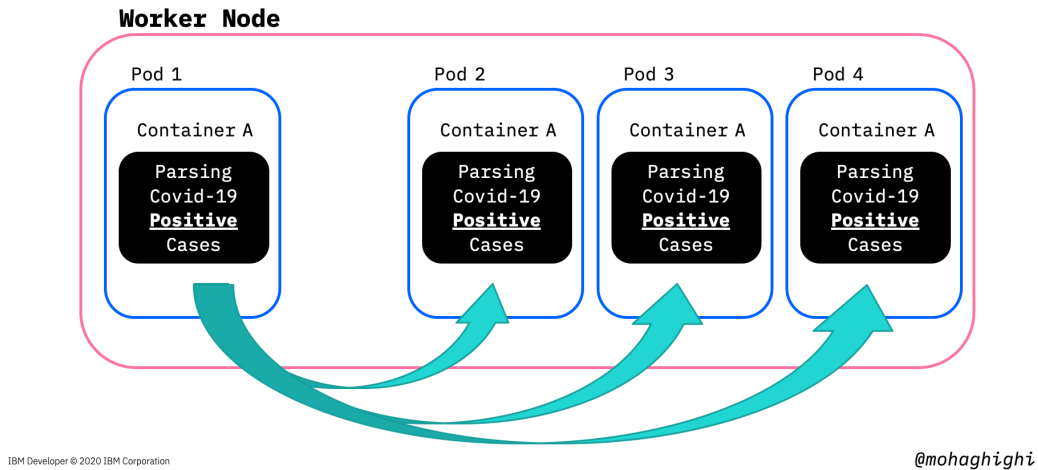 Worker Node
Pod 1
Pod 2
Pod 3
Pod 4
Container A
Container A
Container A
Container A
Parsing
Covid-19
Positive
Cases
Parsing
Covid-19
Positive
Cases
Parsing
Covid-19
Positive
Cases
Parsing
Covid-19
Positive
Cases
IBM Developer © 2020 IBM Corporation
@mohaghighi